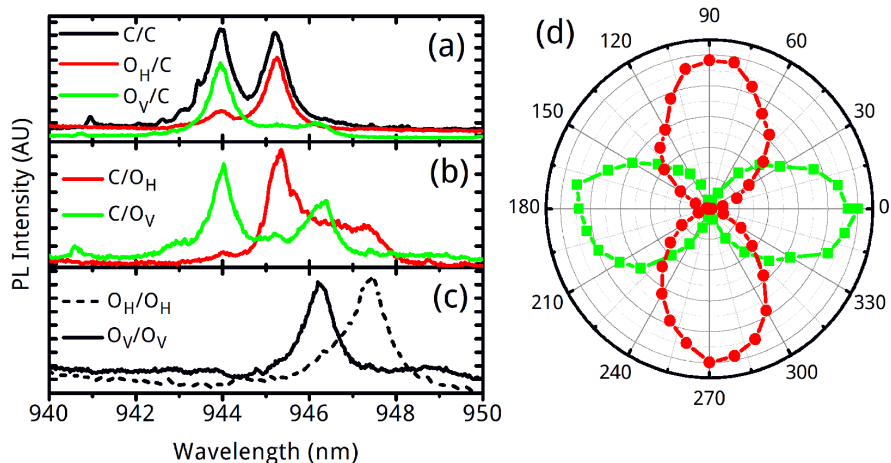 PL Intensity (AU)
(a)
C/C
O_H/C
O_V/C
(b)
C/O_H
C/O_V
(c)
O_H/O_H
O_V/O_V
940 942 944 946 948 950
Wavelength (nm)
(d)
90
120 60
150 30
180 0
210 330
240 300
270